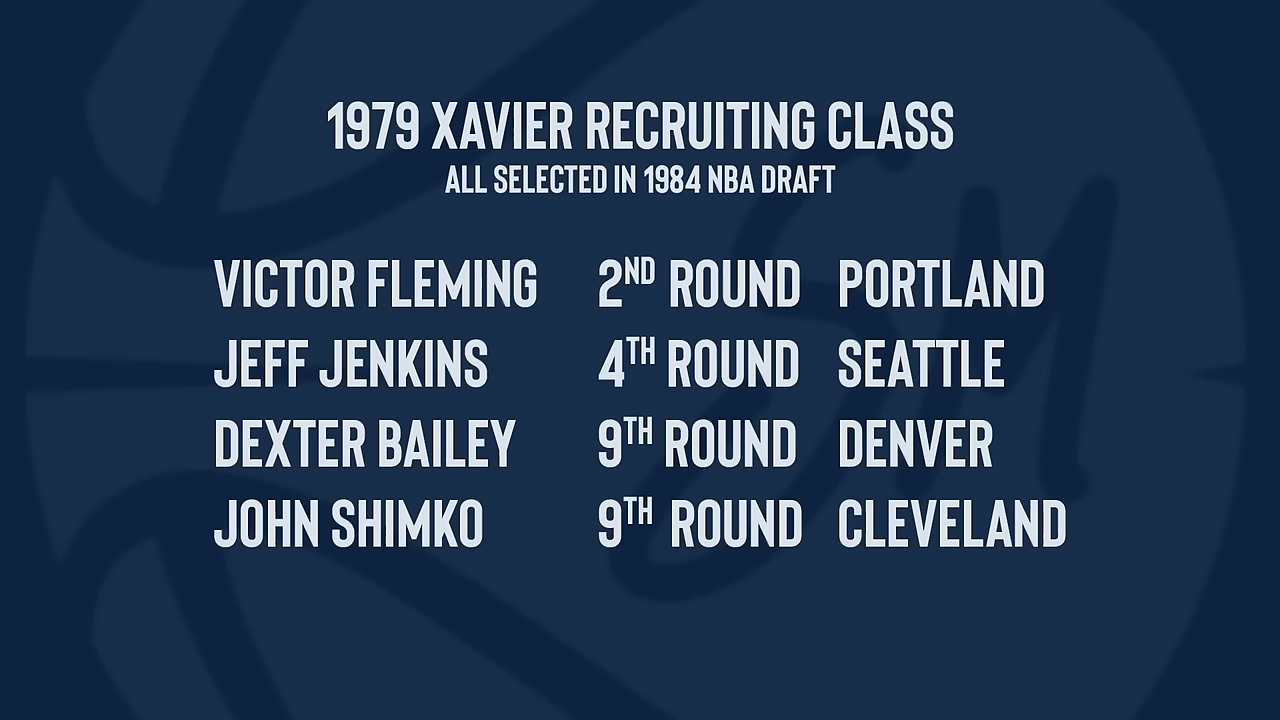 1979 XAVIER RECRUITING CLASS
ALL SELECTED IN 1984 NBA DRAFT
VICTOR FLEMING 2ND ROUND PORTLAND
JEFF JENKINS 4TH ROUND SEATTLE
DEXTER BAILEY 9TH ROUND DENVER
JOHN SHIMKO 9TH ROUND CLEVELAND
SM